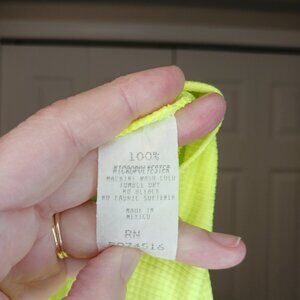 100%
MICROPOLYESTER
MACHINE WASH COLD
TUMBLE DRY
NO BLEACH
NO FABRIC SOFTENER
MADE IN
MEXICO
RN